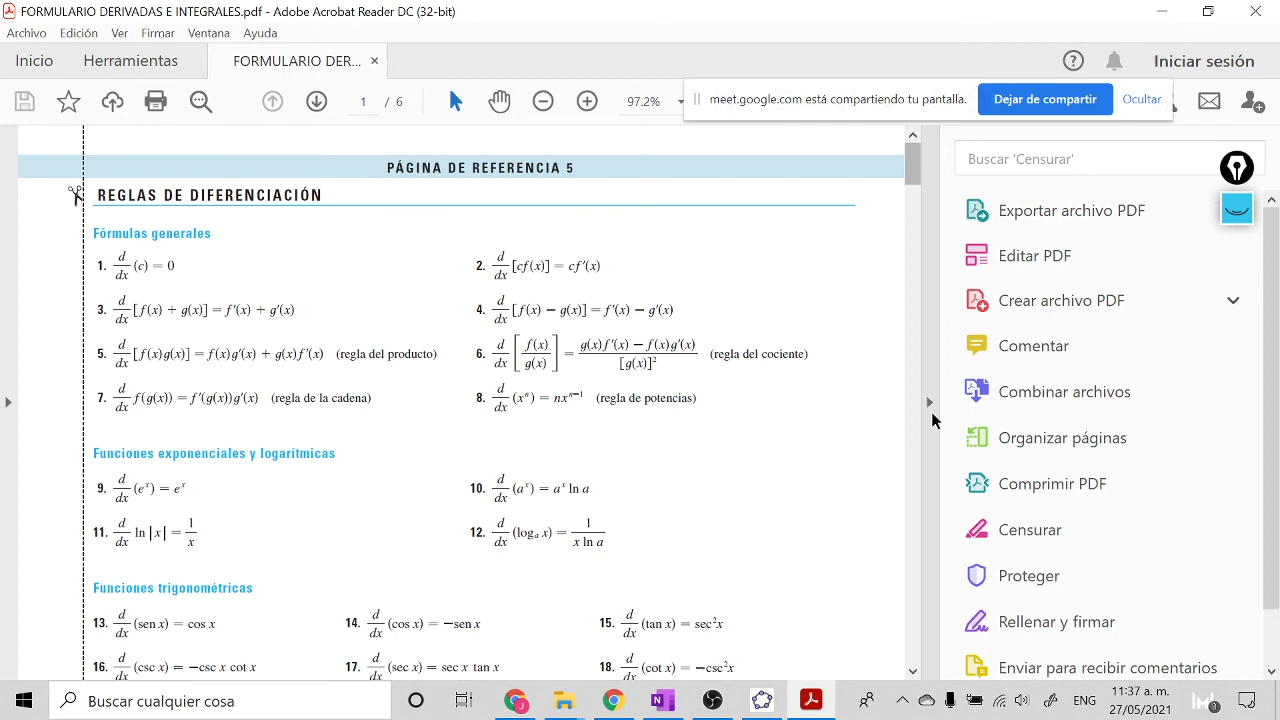 FORMULARIO DERIVADAS E INTEGRALES.pdf - Adobe Acrobat Reader DC (32-bit)
Archivo Edición Ver Firmar Ventana Ayuda
Inicio Herramientas FORMULARIO DER... × Iniciar sesión
1 / 6 97.2% meet.google.com está compartiendo tu pantalla. Dejar de compartir Ocultar
PÁGINA DE REFERENCIA 5
REGLAS DE DIFERENCIACIÓN
Fórmulas generales
1. d/dx (c) = 0 2. d/dx [cf(x)] = cf′(x)
3. d/dx [f(x) + g(x)] = f′(x) + g′(x) 4. d/dx [f(x) − g(x)] = f′(x) − g′(x)
5. d/dx [f(x)g(x)] = f(x)g′(x) + g(x)f′(x) (regla del producto) 6. d/dx [f(x)/g(x)] = g(x)f′(x) − f(x)g′(x) / [g(x)]² (regla del cociente)
7. d/dx f(g(x)) = f′(g(x))g′(x) (regla de la cadena) 8. d/dx (xⁿ) = nxⁿ⁻¹ (regla de potencias)
Funciones exponenciales y logarítmicas
9. d/dx (eˣ) = eˣ 10. d/dx (aˣ) = aˣ ln a
11. d/dx ln |x| = 1/x 12. d/dx (logₐ x) = 1 / x ln a
Funciones trigonométricas
13. d/dx (sen x) = cos x 14. d/dx (cos x) = −sen x 15. d/dx (tan x) = sec²x
16. d/dx (csc x) = −csc x cot x 17. d/dx (sec x) = sec x tan x 18. d/dx (cot x) = −csc²x
Buscar 'Censurar'
Exportar archivo PDF
Editar PDF
Crear archivo PDF
Comentar
Combinar archivos
Organizar páginas
Comprimir PDF
Censurar
Proteger
Rellenar y firmar
Enviar para recibir comentarios
Buscar cualquier cosa
ENG
11:37 a. m.
27/05/2021
3